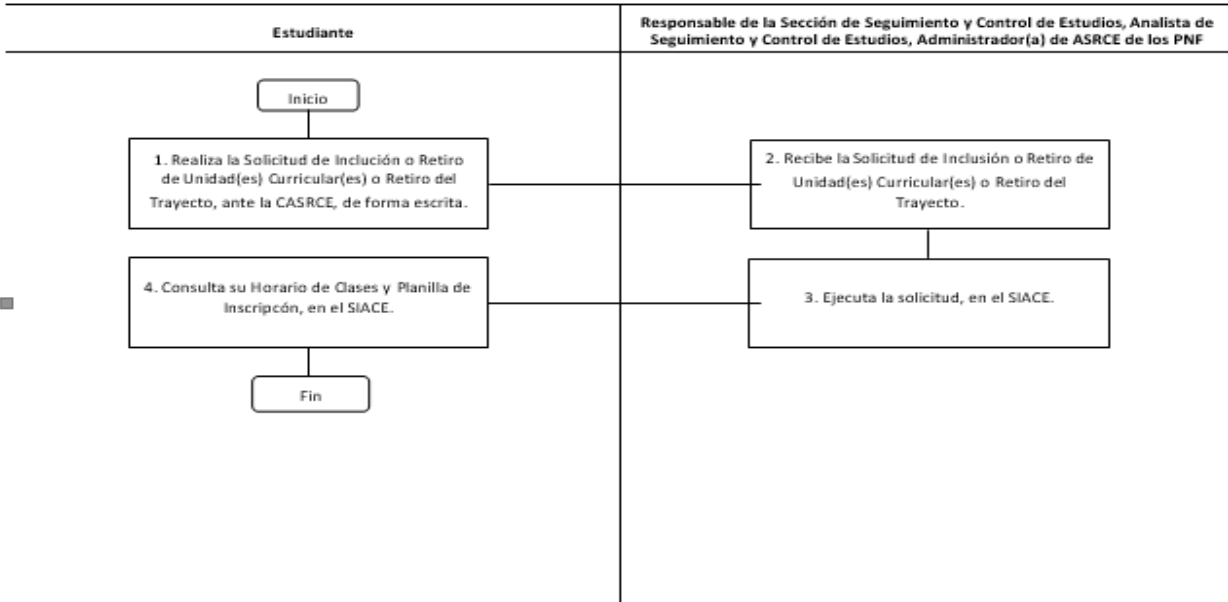 Estudiante
Responsable de la Sección de Seguimiento y Control de Estudios, Analista de
Seguimiento y Control de Estudios, Administrador(a) de ASRCE de los PNF
Inicio
1. Realiza la Solicitud de Inclución o Retiro
de Unidad(es) Curricular(es) o Retiro del
Trayecto, ante la CASRCE, de forma escrita.
2. Recibe la Solicitud de Inclusión o Retiro de
Unidad(es) Curricular(es) o Retiro del
Trayecto.
4. Consulta su Horario de Clases y Planilla de
Inscripcón, en el SIACE.
3. Ejecuta la solicitud, en el SIACE.
Fin